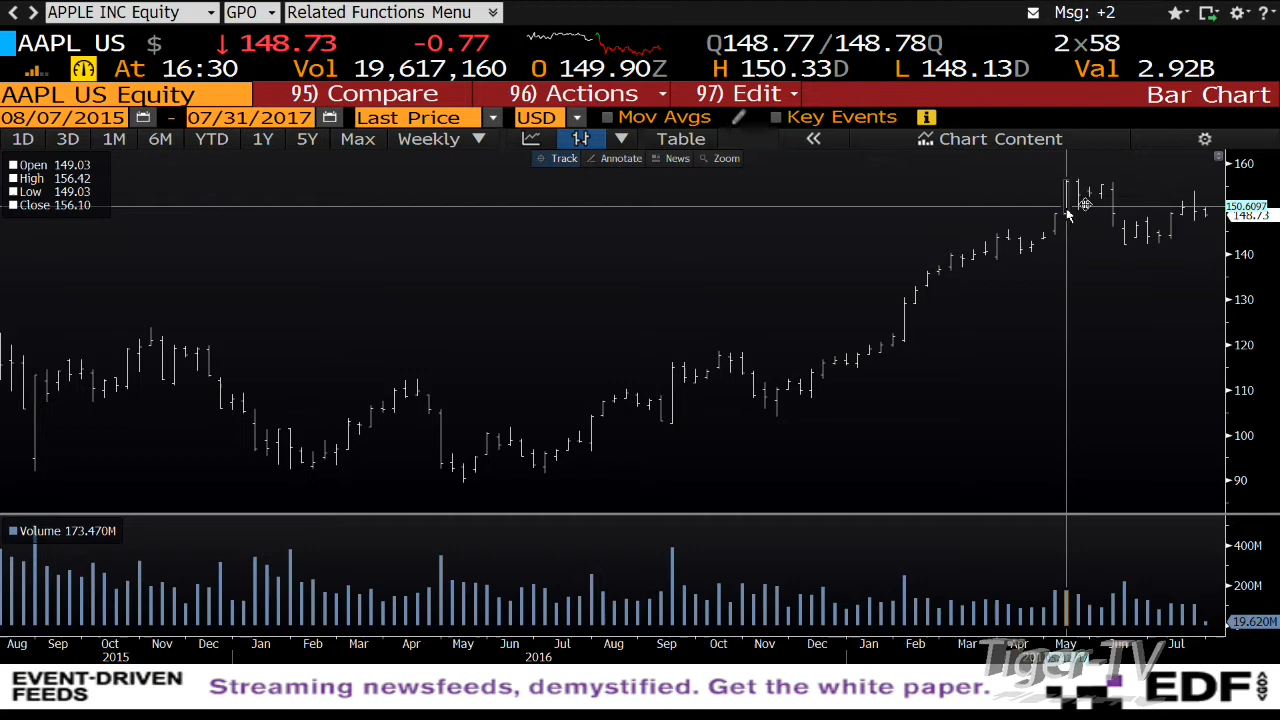 APPLE INC Equity GPO Related Functions Menu Msg: +2
AAPL US $ ↓148.73 -0.77 Q148.77/148.78Q 2x58
At 16:30 Vol 19,617,160 O 149.90Z H 150.33D L 148.13D Val 2.92B
AAPL US Equity 95) Compare 96) Actions 97) Edit Bar Chart
08/07/2015 - 07/31/2017 Last Price USD Mov Avgs Key Events
1D 3D 1M 6M YTD 1Y 5Y Max Weekly Table Chart Content
Track Annotate News Zoom
Open 149.03
High 156.42
Low 149.03
Close 156.10
160
150.6097
148.73
140
130
120
110
100
90
Volume 173.470M
400M
200M
19.620M
Aug Sep Oct Nov Dec Jan Feb Mar Apr May Jun Jul Aug Sep Oct Nov Dec Jan Feb Mar Apr May Jun Jul
2015 2016
Tiger-TV
EVENT-DRIVEN
FEEDS
Streaming newsfeeds, demystified. Get the white paper.
EDF